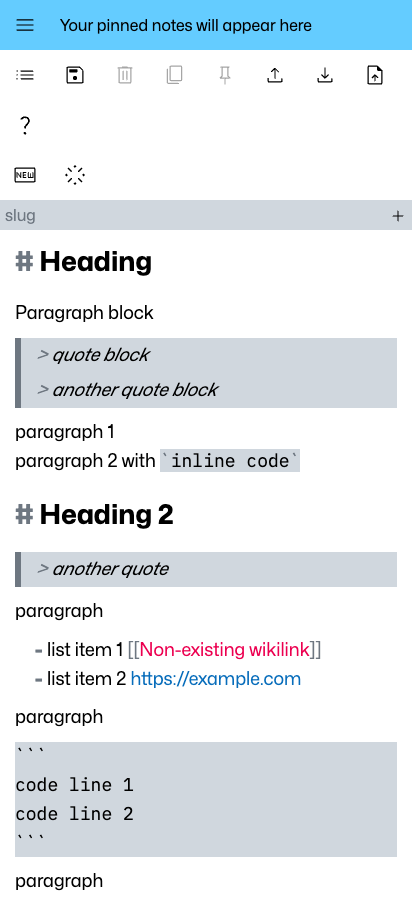 Your pinned notes will appear here
?
NEW
slug +
# Heading
Paragraph block
> quote block
> another quote block
paragraph 1
paragraph 2 with `inline code`
# Heading 2
> another quote
paragraph
- list item 1 [[Non-existing wikilink]]
- list item 2 https://example.com
paragraph
```
code line 1
code line 2
```
paragraph